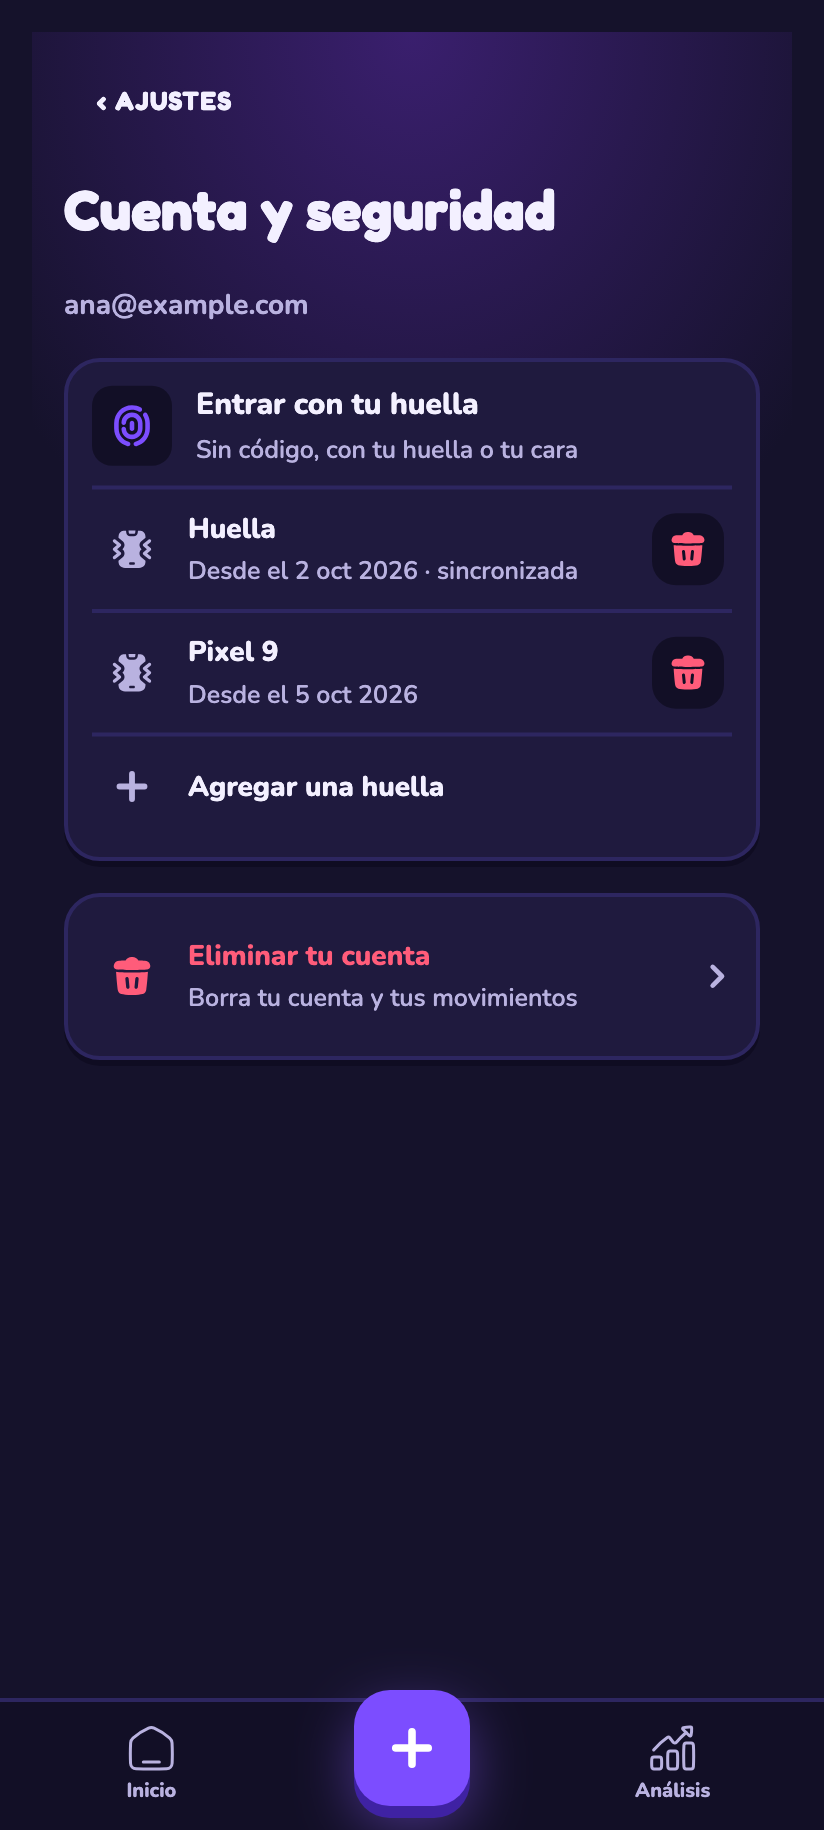 ‹ AJUSTES
Cuenta y seguridad
ana@example.com
Entrar con tu huella
Sin código, con tu huella o tu cara
Huella
Desde el 2 oct 2026 · sincronizada
Pixel 9
Desde el 5 oct 2026
Agregar una huella
Eliminar tu cuenta
Borra tu cuenta y tus movimientos
Inicio
Análisis